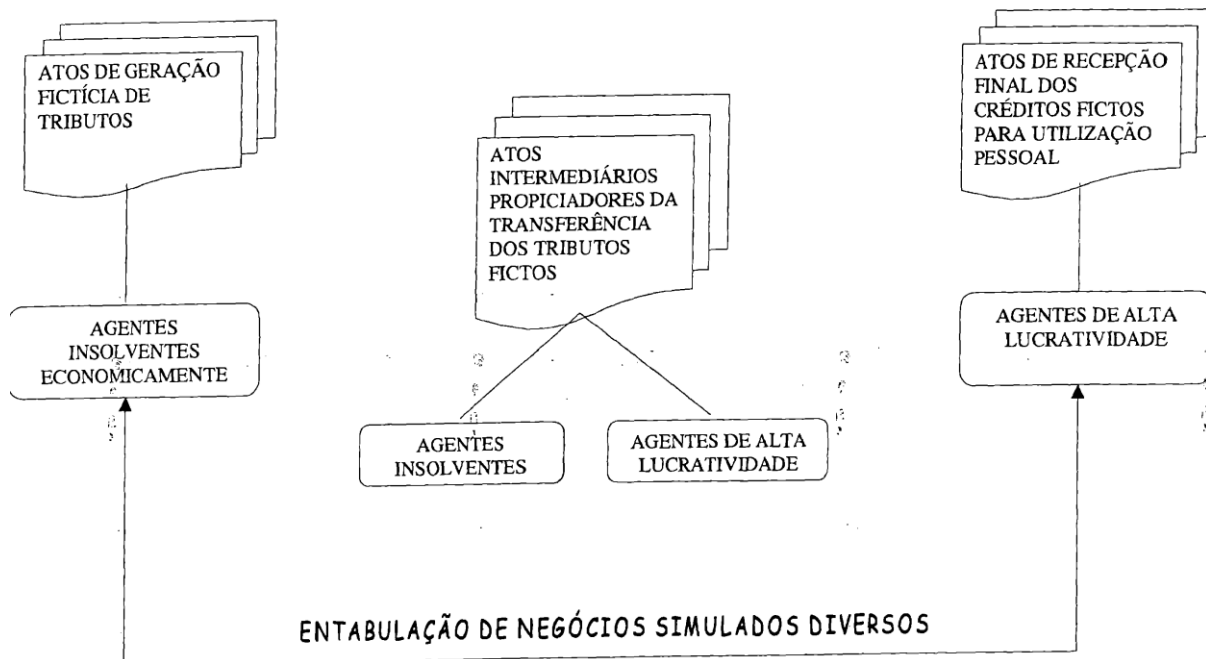 ATOS DE GERAÇÃO
FICTÍCIA DE
TRIBUTOS
ATOS
INTERMEDIÁRIOS
PROPICIADORES DA
TRANSFERÊNCIA
DOS TRIBUTOS
FICTOS
ATOS DE RECEPÇÃO
FINAL DOS
CRÉDITOS FICTOS
PARA UTILIZAÇÃO
PESSOAL
AGENTES
INSOLVENTES
ECONOMICAMENTE
AGENTES
INSOLVENTES
AGENTES DE ALTA
LUCRATIVIDADE
AGENTES DE ALTA
LUCRATIVIDADE
ENTABULAÇÃO DE NEGÓCIOS SIMULADOS DIVERSOS